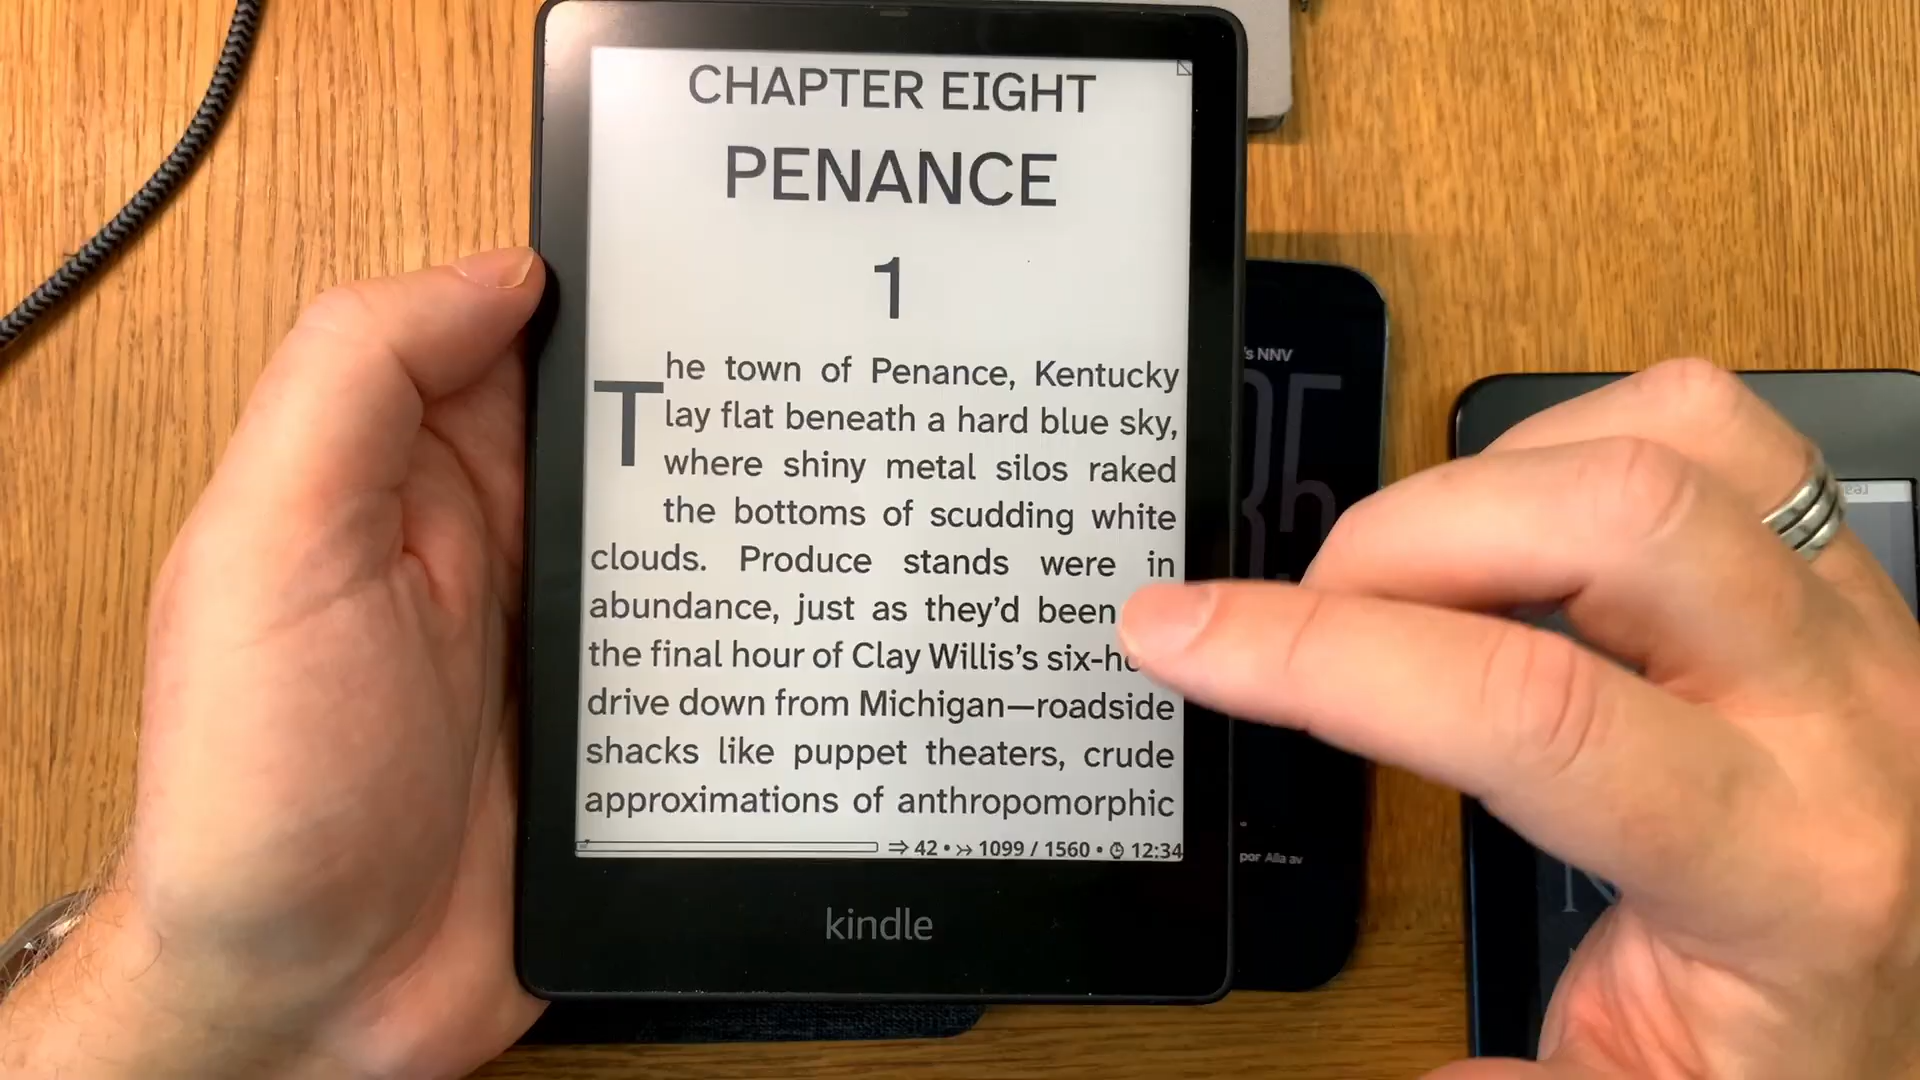 CHAPTER EIGHT
PENANCE
1
The town of Penance, Kentucky
lay flat beneath a hard blue sky,
where shiny metal silos raked
the bottoms of scudding white
clouds. Produce stands were in
abundance, just as they’d been
the final hour of Clay Willis’s
drive down from Michigan—roadside
shacks like puppet theaters, crude
approximations of anthropomorphic
⇒ 42 • ↣ 1099 / 1560 • 12:34
kindle
's NNV
35
por Alla av